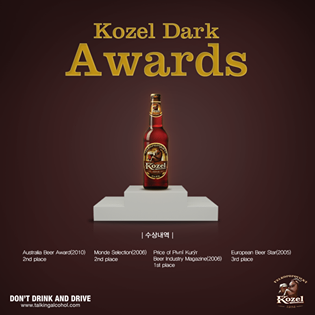 Kozel Dark
Awards
Kozel
| 수상내역 |
Australia Beer Award(2010)
2nd place
Monde Selection(2006)
2nd place
Price of Pivní Kurýr
Beer Industry Magazine(2006)
1st place
European Beer Star(2005)
3rd place
DON'T DRINK AND DRIVE
www.talkingalcohol.com
Kozel